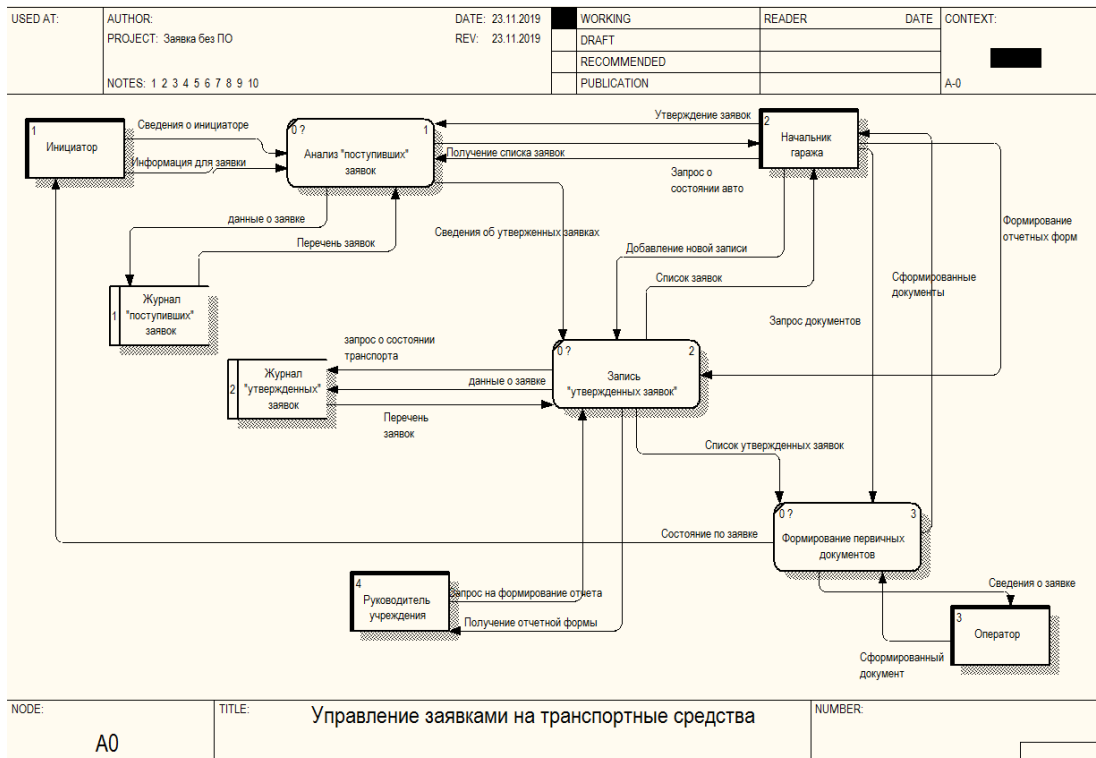 USED AT:
AUTHOR:
DATE: 23.11.2019
WORKING
READER
DATE
CONTEXT:
PROJECT: Заявка без ПО
REV: 23.11.2019
DRAFT
RECOMMENDED
NOTES: 1 2 3 4 5 6 7 8 9 10
PUBLICATION
A-0
1
Инициатор
Сведения о инициаторе
Информация для заявки
0 ?
1
Анализ "поступивших"
заявок
Утверждение заявок
Получение списка заявок
2
Начальник
гаража
Запрос о
состоянии авто
данные о заявке
Перечень заявок
Сведения об утверженных заявках
Добавление новой записи
Список заявок
Формирование
отчетных форм
Сформированные
документы
Запрос документов
1
Журнал
"поступивших"
заявок
запрос о состоянии
транспорта
2
Журнал
"утвержденных"
заявок
данные о заявке
Перечень
заявок
0 ?
2
Запись
"утвержденных заявок"
Список утвержденных заявок
0 ?
3
Формирование первичных
документов
Состояние по заявке
4
Руководитель
учреждения
Запрос на формирование отчета
Получение отчетной формы
Сведения о заявке
3
Оператор
Сформированный
документ
NODE:
TITLE:
Управление заявками на транспортные средства
NUMBER:
A0